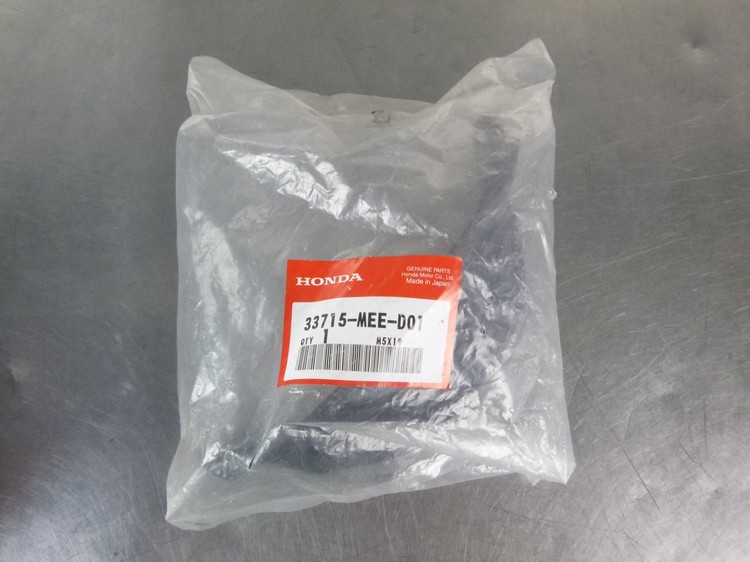 HONDA
GENUINE PARTS
Honda Motor Co., Ltd.
Made in Japan
33715-MEE-D01
QTY 1